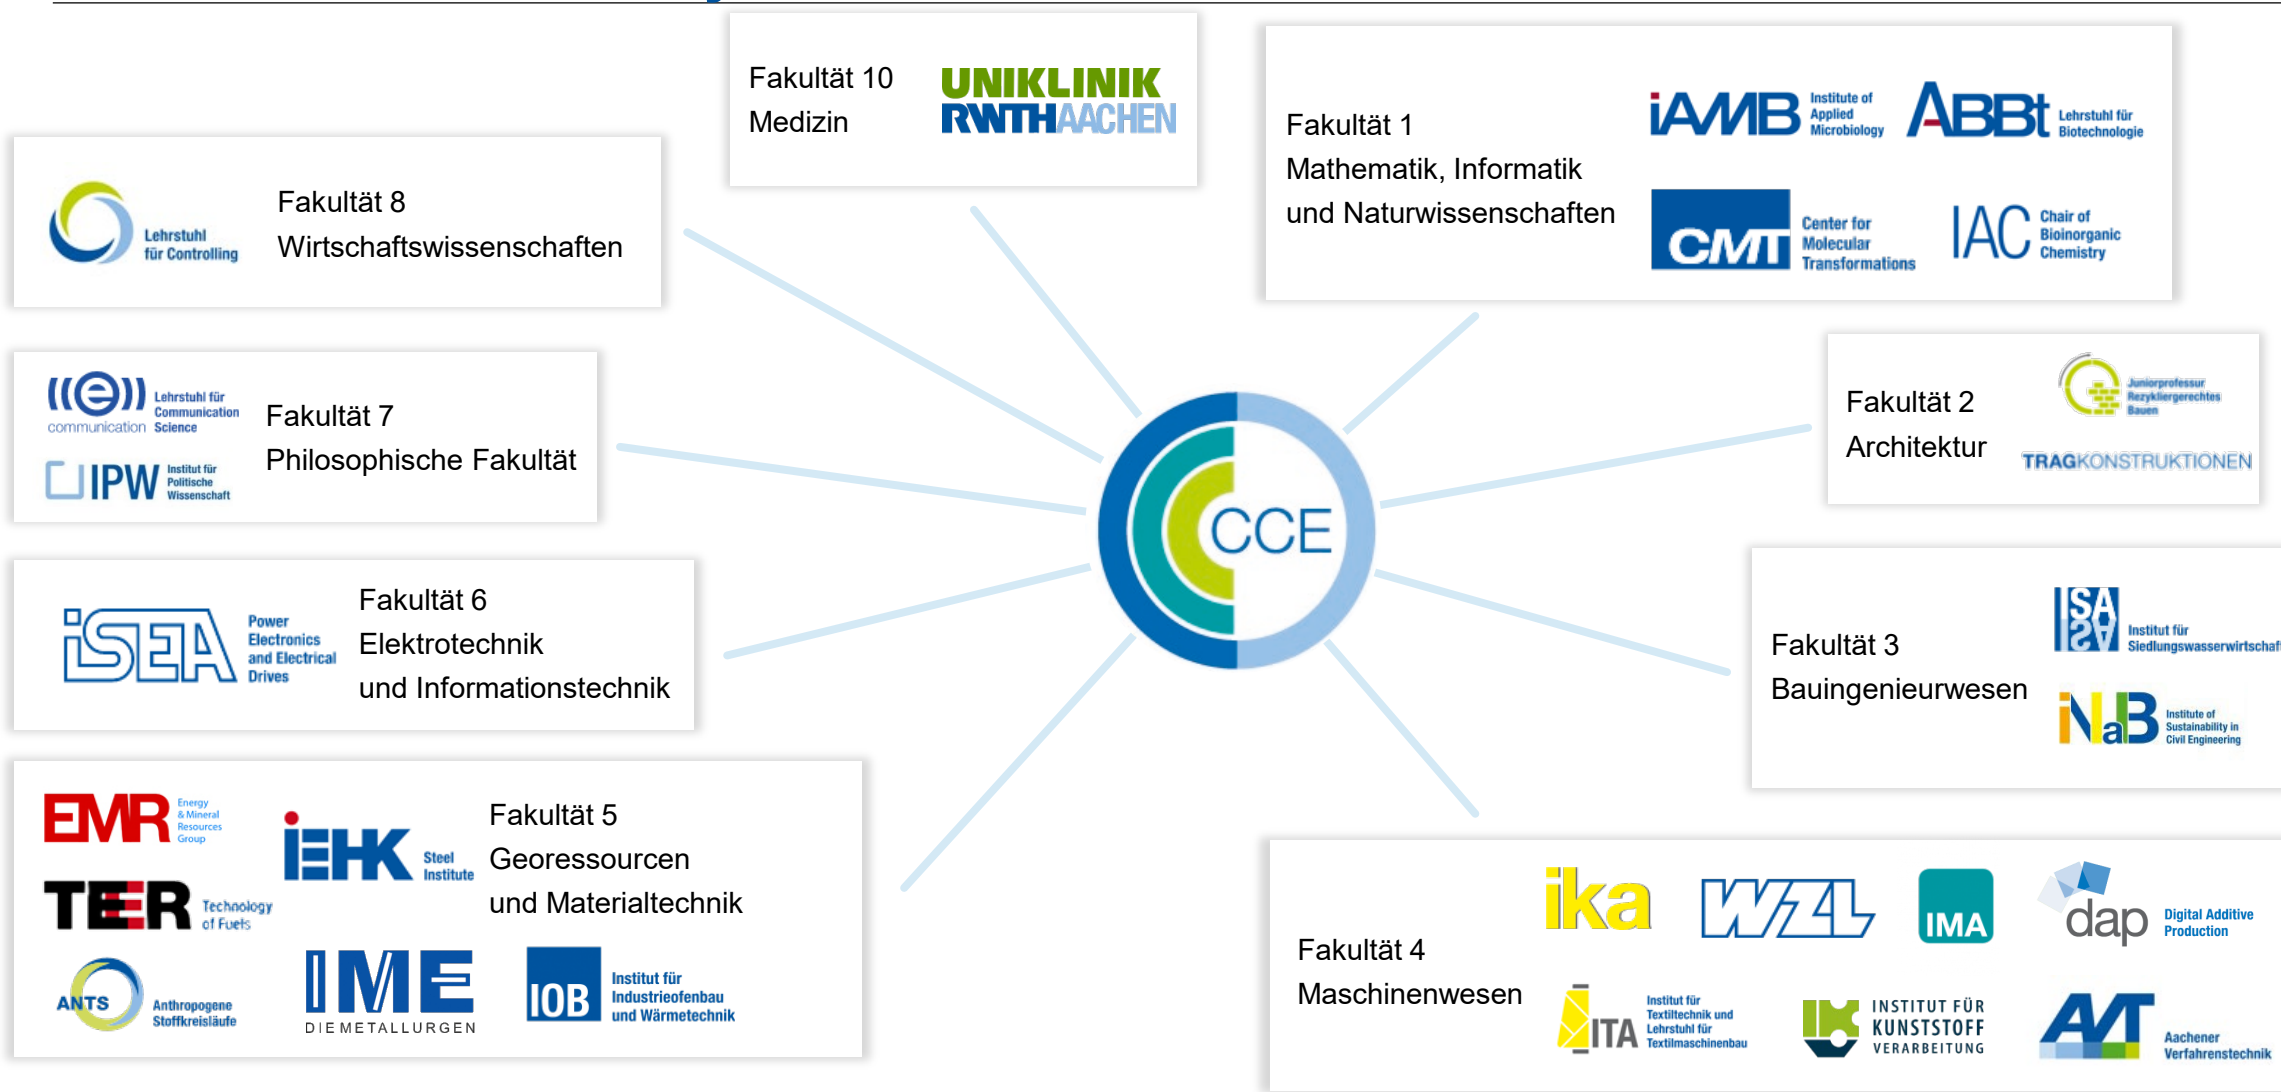 Fakultät 10
Medizin
UNIKLINIK
RWTHAACHEN
Fakultät 1
Mathematik, Informatik
und Naturwissenschaften
iAMB
Institute of
Applied
Microbiology
ABBt
Lehrstuhl für
Biotechnologie
CMT
Center for
Molecular
Transformations
IAC
Chair of
Bioinorganic
Chemistry
Lehrstuhl
für Controlling
Fakultät 8
Wirtschaftswissenschaften
Fakultät 2
Architektur
Juniorprofessur
Rezykliergerechtes
Bauen
TRAGKONSTRUKTIONEN
((e))
communication
Lehrstuhl für
Communication
Science
IPW
Institut für
Politische
Wissenschaft
Fakultät 7
Philosophische Fakultät
CCE
iSEA
Power
Electronics
and Electrical
Drives
Fakultät 6
Elektrotechnik
und Informationstechnik
Fakultät 3
Bauingenieurwesen
ISA
Institut für
Siedlungswasserwirtschaft
iNaB
Institute of
Sustainability in
Civil Engineering
EMR
Energy
& Mineral
Resources
Group
iEHK
Steel
Institute
TEER
Technology
of Fuels
ANTS
Anthropogene
Stoffkreisläufe
IME
DIE METALLURGEN
IOB
Institut für
Industrieofenbau
und Wärmetechnik
Fakultät 5
Georessourcen
und Materialtechnik
Fakultät 4
Maschinenwesen
ika
WZL
IMA
dap
Digital Additive
Production
ITA
Institut für
Textiltechnik und
Lehrstuhl für
Textilmaschinenbau
INSTITUT FÜR
KUNSTSTOFF
VERARBEITUNG
AVT
Aachener
Verfahrenstechnik